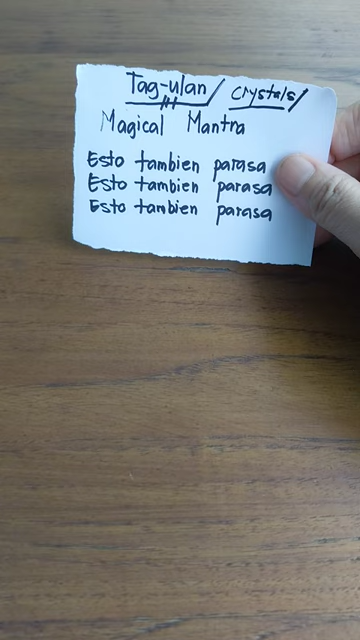 Tag-ulan/ crystals/
Magical Mantra
Esto tambien parasa
Esto tambien parasa
Esto tambien parasa